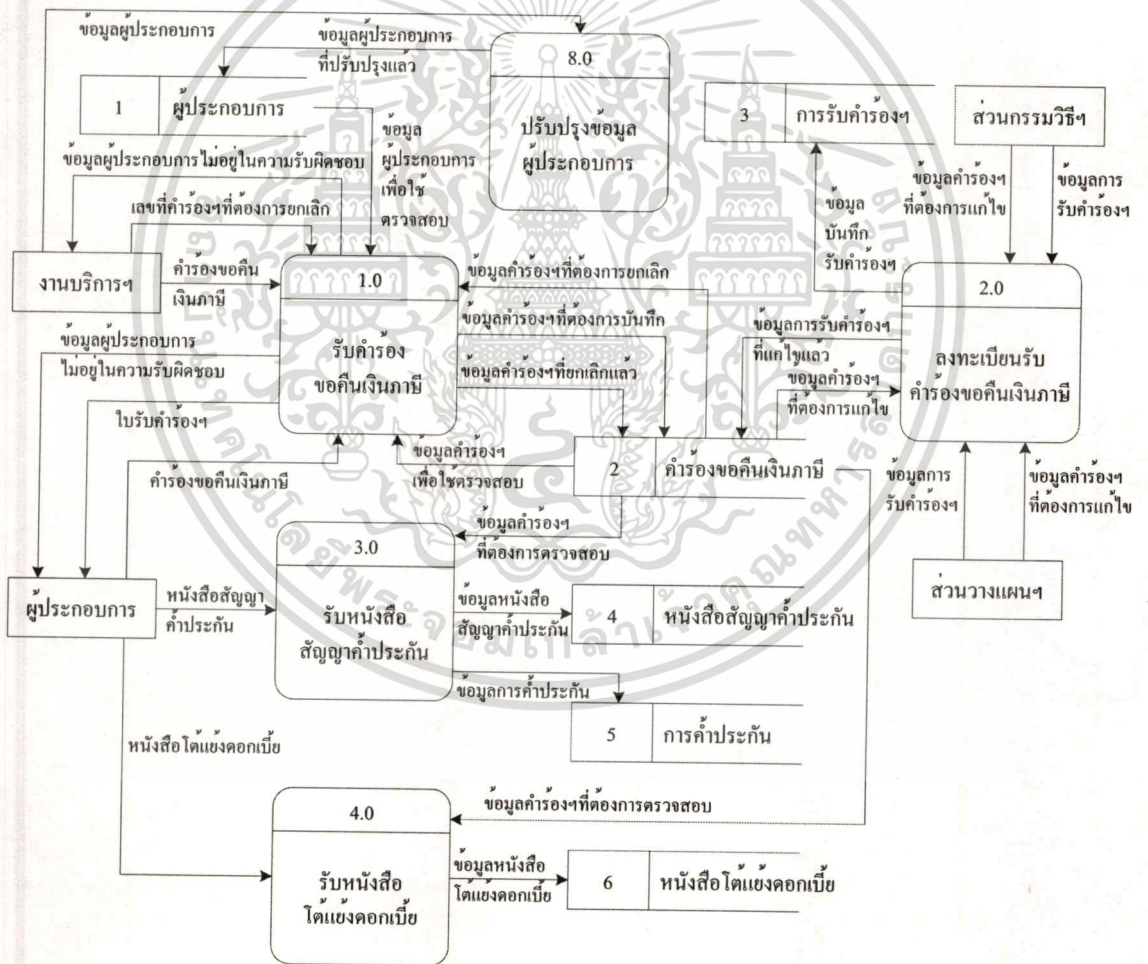 ข้อมูลผู้ประกอบการ
ข้อมูลผู้ประกอบการ
ที่ปรับปรุงแล้ว
8.0
ปรับปรุงข้อมูล
ผู้ประกอบการ
1
ผู้ประกอบการ
ข้อมูล
ผู้ประกอบการ
เพื่อใช้
ตรวจสอบ
3
การรับคำร้องฯ
ส่วนกรรมวิธีฯ
ข้อมูลผู้ประกอบการไม่อยู่ในความรับผิดชอบ
เลขที่คำร้องฯที่ต้องการยกเลิก
ข้อมูลคำร้องฯ
ที่ต้องการแก้ไข
ข้อมูลการ
รับคำร้องฯ
ข้อมูล
บันทึก
รับคำร้องฯ
งานบริการฯ
คำร้องขอคืน
เงินภาษี
1.0
รับคำร้อง
ขอคืนเงินภาษี
ข้อมูลคำร้องฯที่ต้องการยกเลิก
ข้อมูลคำร้องฯที่ต้องการบันทึก
ข้อมูลคำร้องฯที่ยกเลิกแล้ว
2.0
ลงทะเบียนรับ
คำร้องขอคืนเงินภาษี
ข้อมูลการรับคำร้องฯ
ที่แก้ไขแล้ว
ข้อมูลคำร้องฯ
ที่ต้องการแก้ไข
ข้อมูลผู้ประกอบการ
ไม่อยู่ในความรับผิดชอบ
ใบรับคำร้องฯ
คำร้องขอคืนเงินภาษี
ข้อมูลคำร้องฯ
เพื่อใช้ตรวจสอบ
2
คำร้องขอคืนเงินภาษี
ข้อมูลการ
รับคำร้องฯ
ข้อมูลคำร้องฯ
ที่ต้องการแก้ไข
ข้อมูลคำร้องฯ
ที่ต้องการตรวจสอบ
3.0
รับหนังสือ
สัญญาค้ำประกัน
ผู้ประกอบการ
หนังสือสัญญา
ค้ำประกัน
ข้อมูลหนังสือ
สัญญาค้ำประกัน
4
หนังสือสัญญาค้ำประกัน
ส่วนวางแผนฯ
ข้อมูลการค้ำประกัน
5
การค้ำประกัน
หนังสือโต้แย้งดอกเบี้ย
ข้อมูลคำร้องฯที่ต้องการตรวจสอบ
4.0
รับหนังสือ
โต้แย้งดอกเบี้ย
ข้อมูลหนังสือ
โต้แย้งดอกเบี้ย
6
หนังสือโต้แย้งดอกเบี้ย